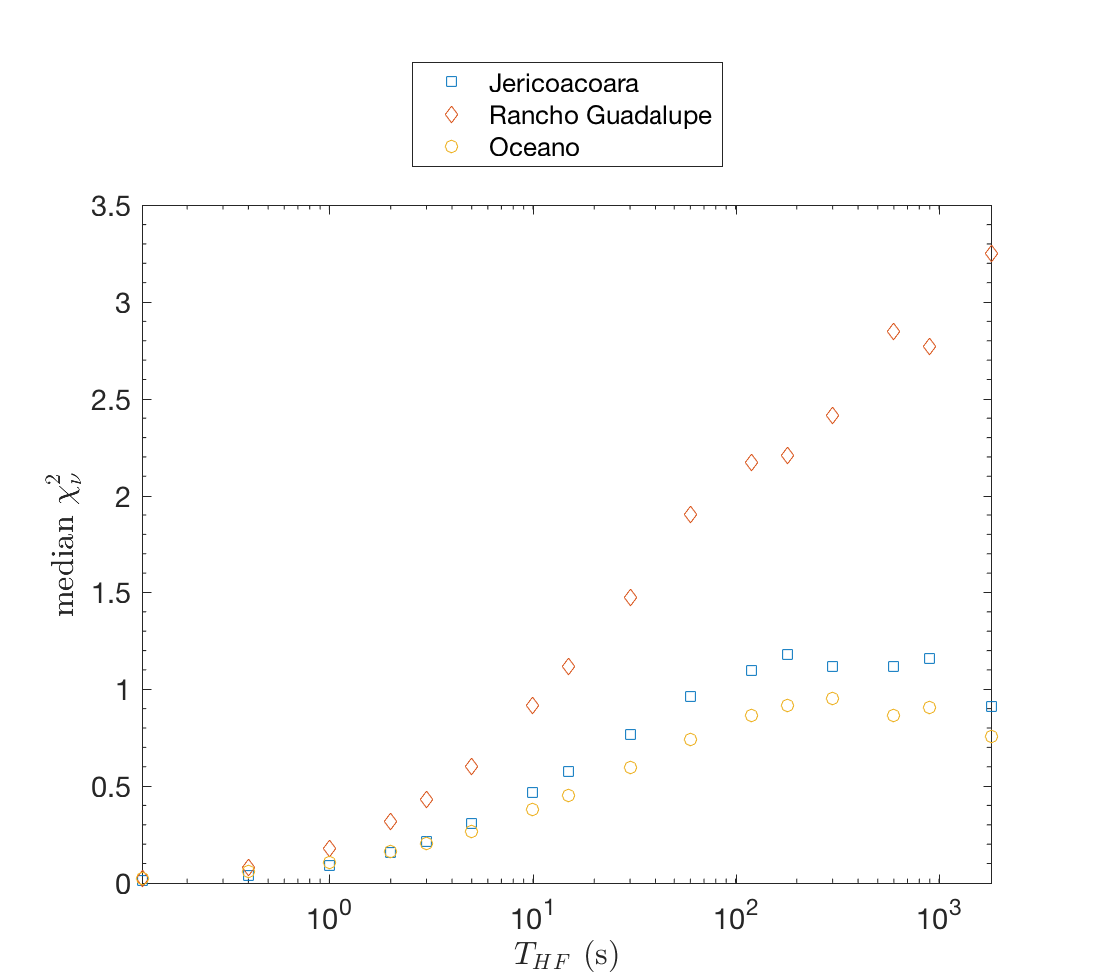 Jericoacoara
Rancho Guadalupe
Oceano
3.5
3
2.5
2
1.5
1
0.5
0
median χ²ᵥ
10⁰
10¹
10²
10³
T_HF (s)